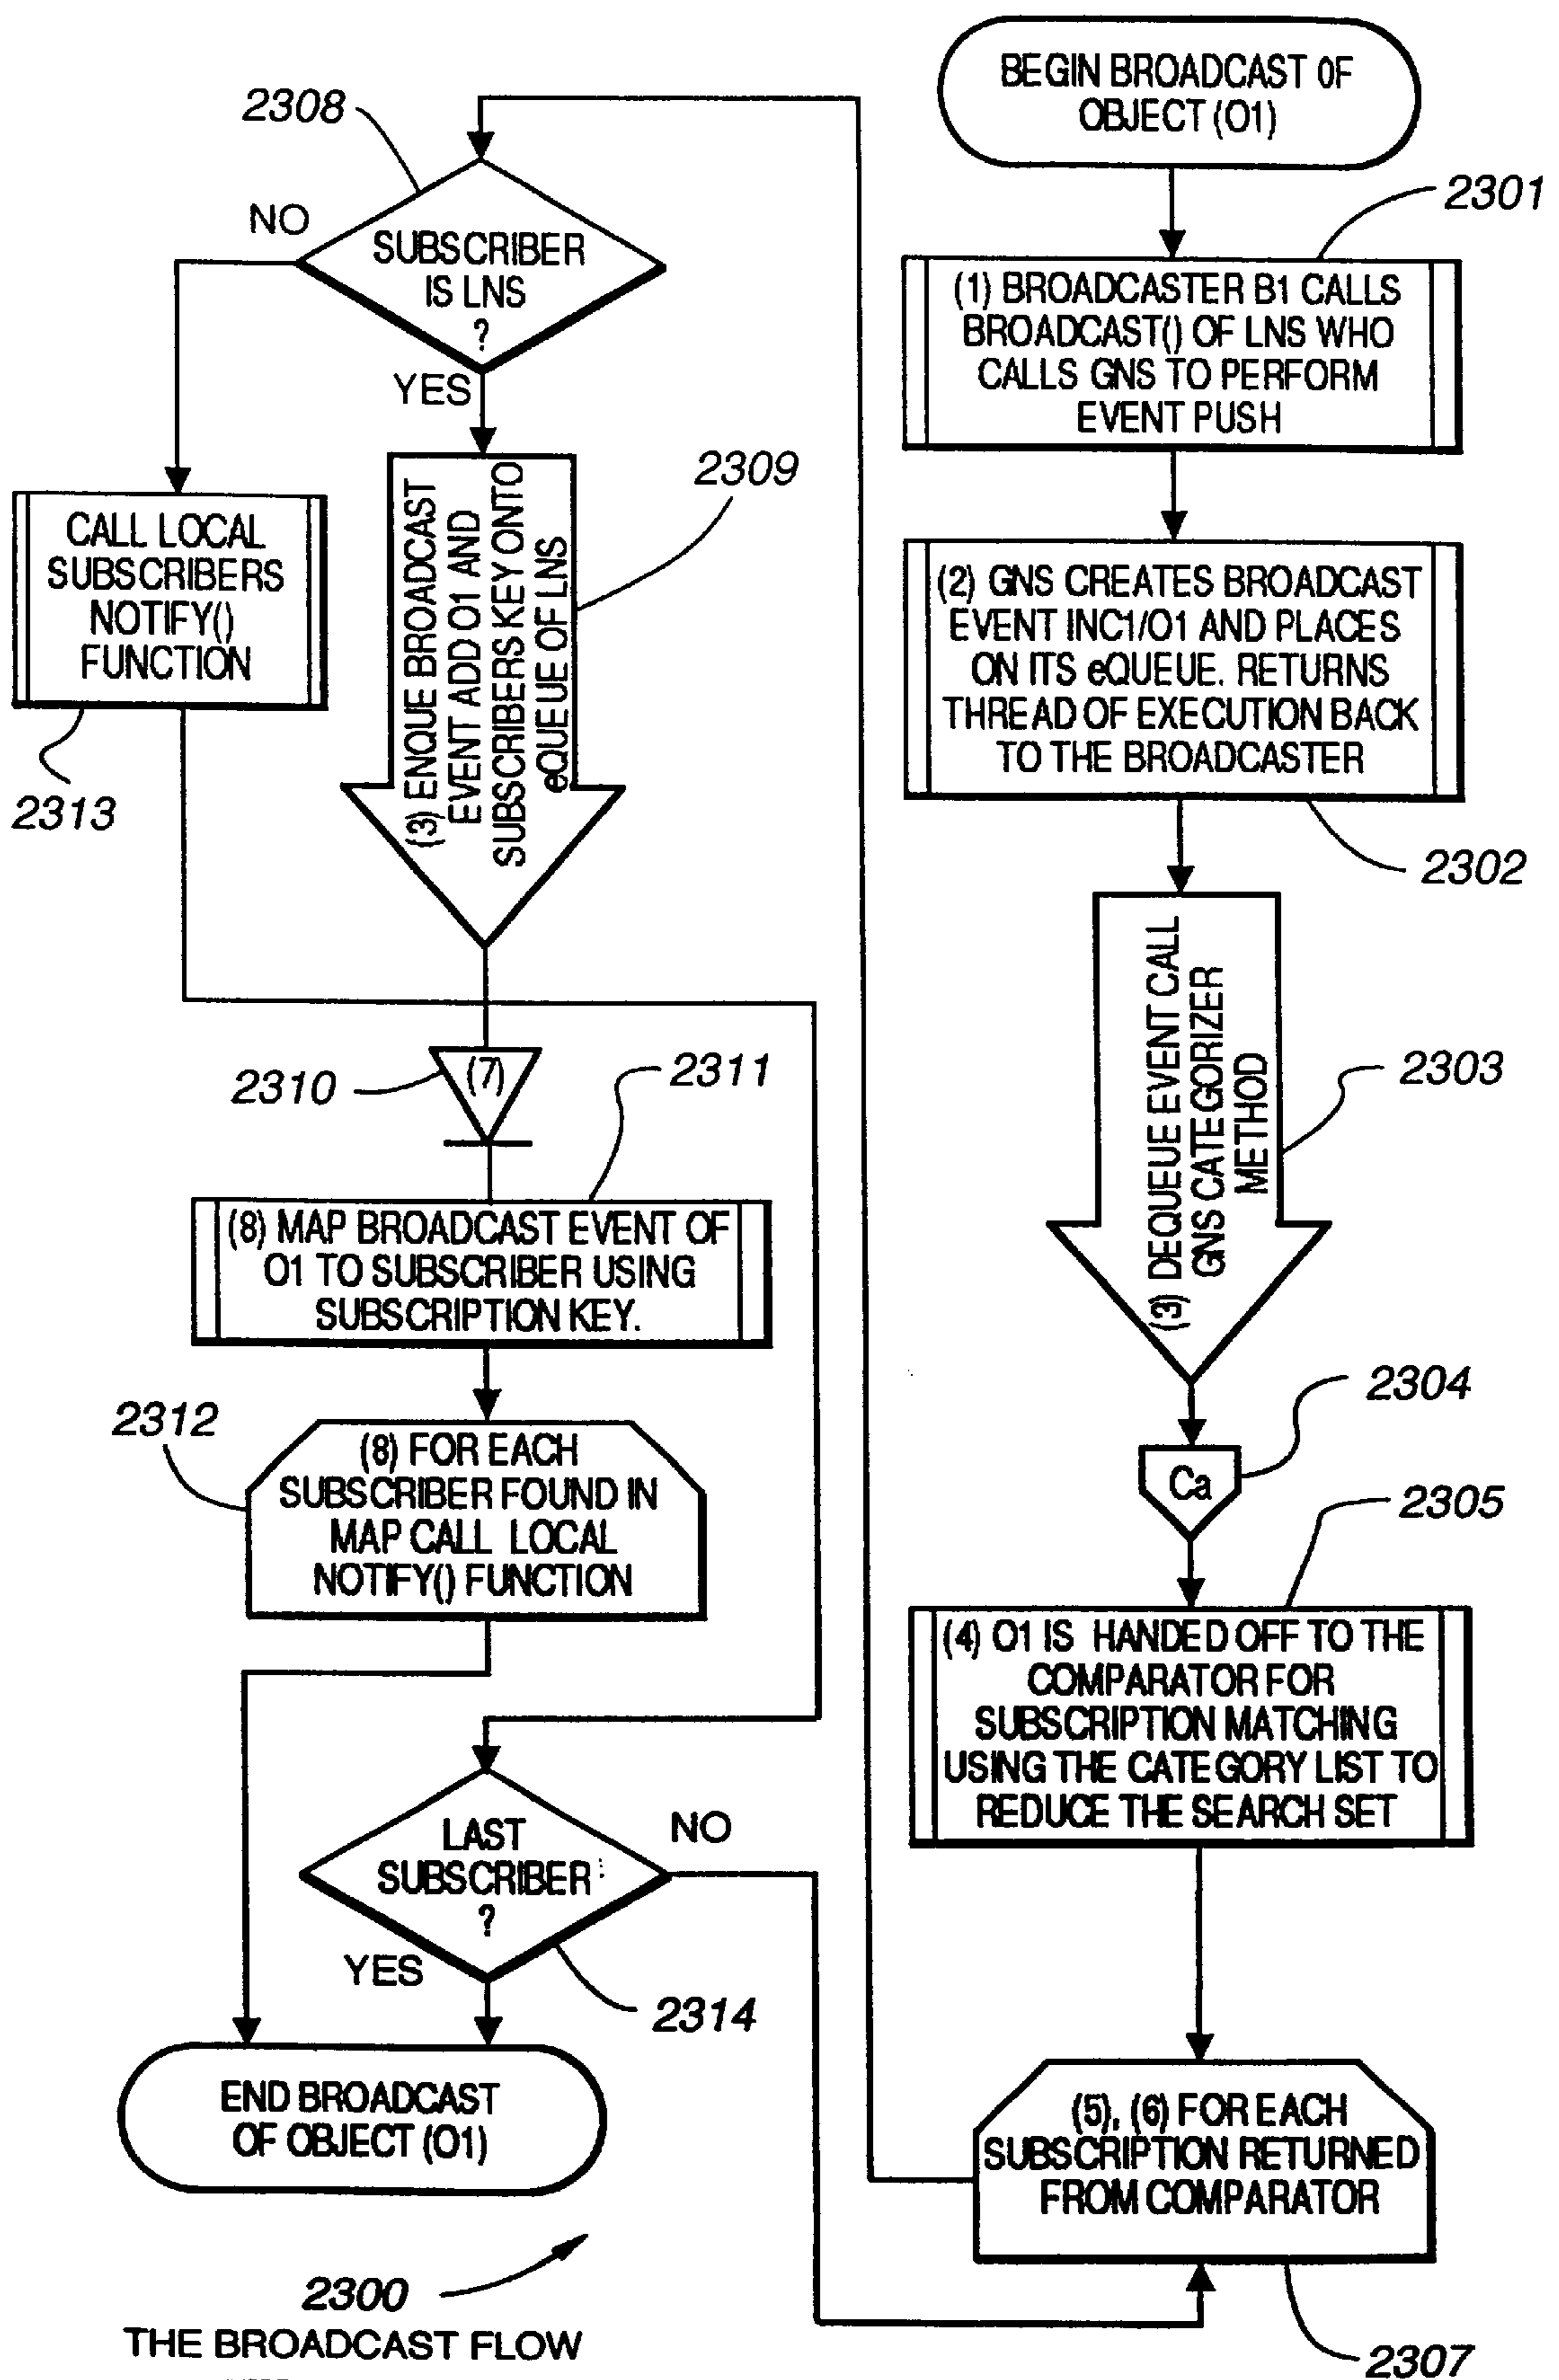 BEGIN BROADCAST OF
OBJECT (O1)
2301
(1) BROADCASTER B1 CALLS
BROADCAST() OF LNS WHO
CALLS GNS TO PERFORM
EVENT PUSH
(2) GNS CREATES BROADCAST
EVENT INC1/O1 AND PLACES
ON ITS eQUEUE. RETURNS
THREAD OF EXECUTION BACK
TO THE BROADCASTER
2302
(3) DEQUEUE EVENT CALL
GNS CATEGORIZER
METHOD
2303
2304
Ca
2305
(4) O1 IS HANDED OFF TO THE
COMPARATOR FOR
SUBSCRIPTION MATCHING
USING THE CATEGORY LIST TO
REDUCE THE SEARCH SET
(5), (6) FOR EACH
SUBSCRIPTION RETURNED
FROM COMPARATOR
2307
2308
NO
SUBSCRIBER
IS LNS
?
YES
2309
CALL LOCAL
SUBSCRIBERS
NOTIFY()
FUNCTION
2313
(3) ENQUE BROADCAST
EVENT ADD O1 AND
SUBSCRIBERS KEY ONTO
eQUEUE OF LNS
2310
(7)
2311
(8) MAP BROADCAST EVENT OF
O1 TO SUBSCRIBER USING
SUBSCRIPTION KEY.
2312
(8) FOR EACH
SUBSCRIBER FOUND IN
MAP CALL LOCAL
NOTIFY() FUNCTION
LAST
SUBSCRIBER
?
NO
YES
2314
END BROADCAST
OF OBJECT (O1)
2300
THE BROADCAST FLOW